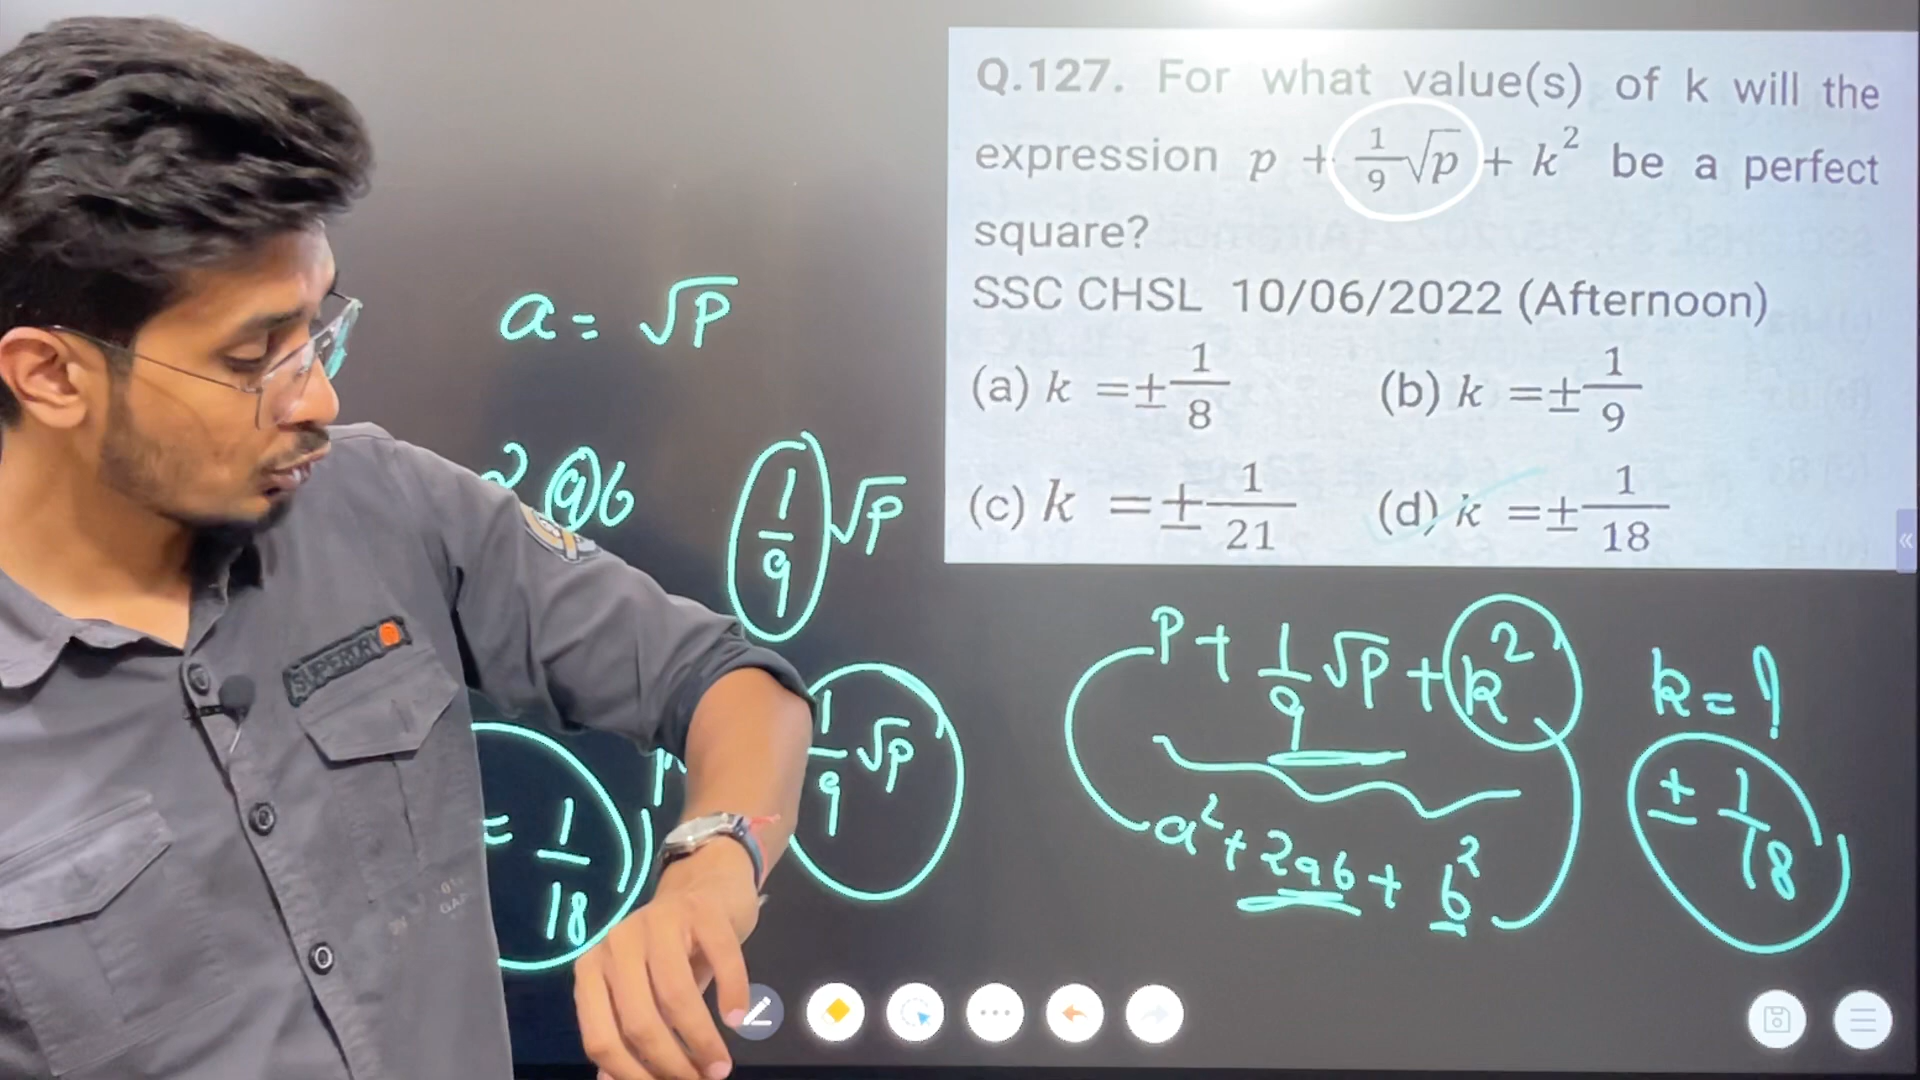 Q.127. For what value(s) of k will the
expression p + 1/9 √p + k² be a perfect
square?
SSC CHSL 10/06/2022 (Afternoon)
(a) k = ± 1/8 (b) k = ± 1/9
(c) k = ± 1/21 (d) k = ± 1/18
a = √p
2ab 1/9 √p
= 1/18
1/9 √p
p + 1/9 √p + k² k = ?
a² + 2ab + b² ± 1/18
SUPERDRY